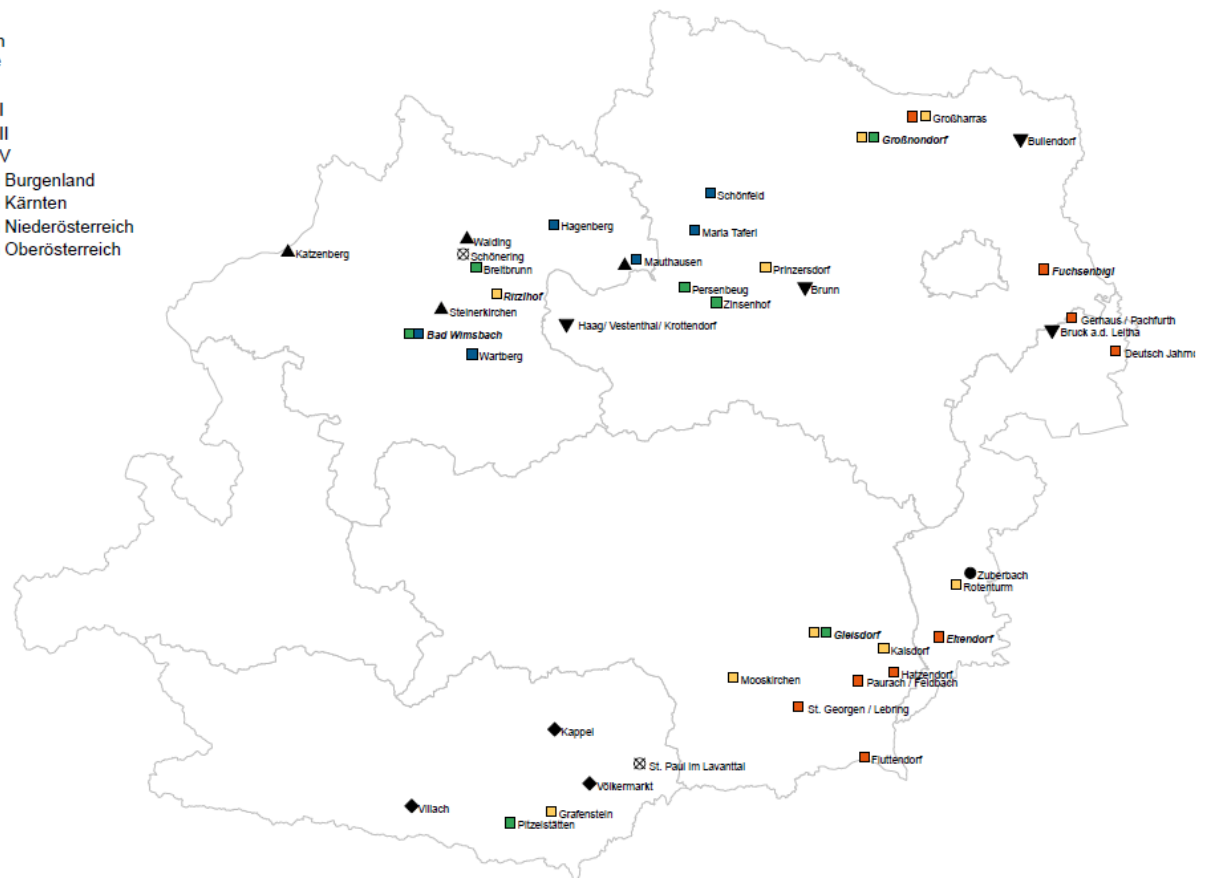 n
e
I
II
V
Burgenland
Kärnten
Niederösterreich
Oberösterreich
Großharras
Großnondorf
Bullendorf
Schönfeld
Hagenberg
Maria Taferl
Walding
Katzenberg
Schönering
Breitbrunn
Mauthausen
Prinzersdorf
Fuchsenbigl
Persenbeug
Brunn
Ritzlhof
Zinsenhof
Steinerkirchen
Gerhaus / Pachfurth
Haag/ Vestenthal/ Krottendorf
Bruck a.d. Leitha
Bad Wimsbach
Deutsch Jahrn
Wartberg
Zuberbach
Rotenturm
Gleisdorf
Eltendorf
Kalsdorf
Hatzendorf
Mooskirchen
Paurach / Feldbach
St. Georgen / Lebring
Kappel
Fluttendorf
St. Paul im Lavanttal
Völkermarkt
Villach
Grafenstein
Pitzelstätten